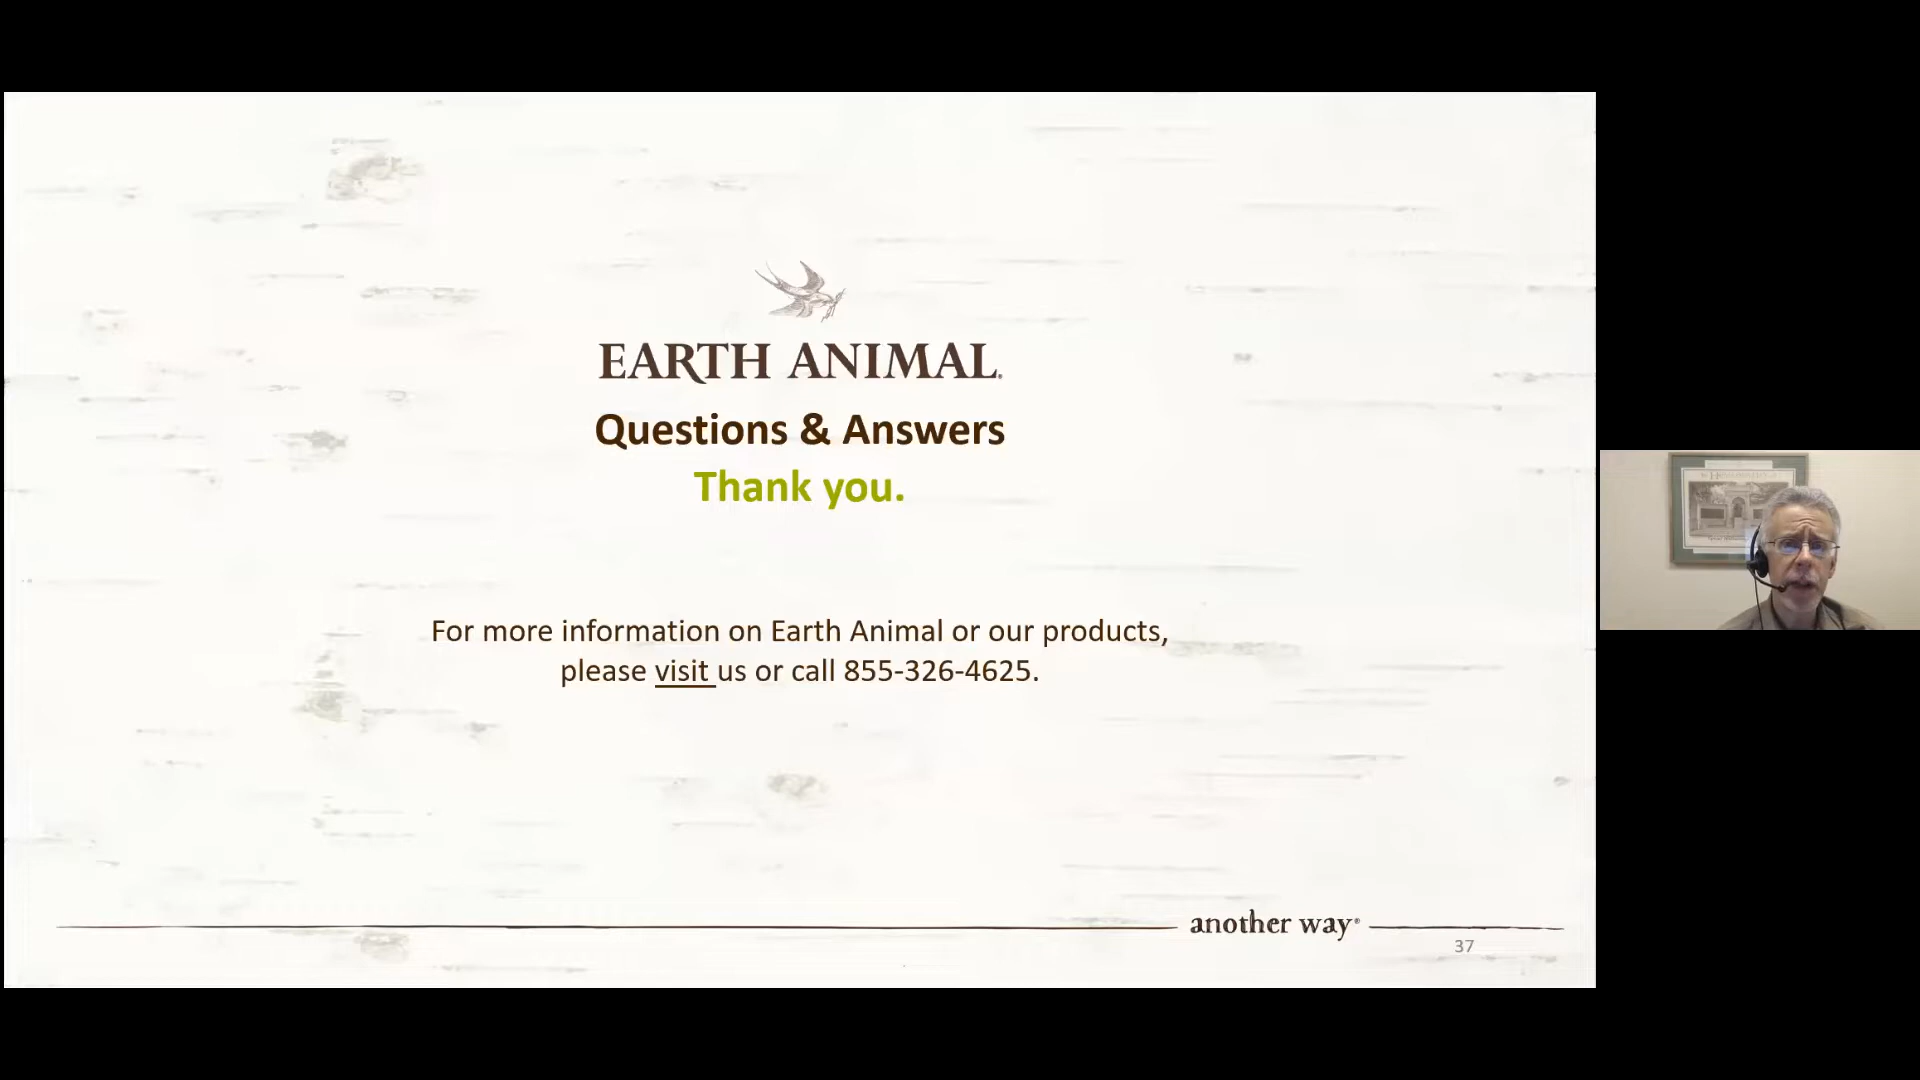 EARTH ANIMAL®
Questions & Answers
Thank you.
For more information on Earth Animal or our products,
please visit us or call 855-326-4625.
another way®
37